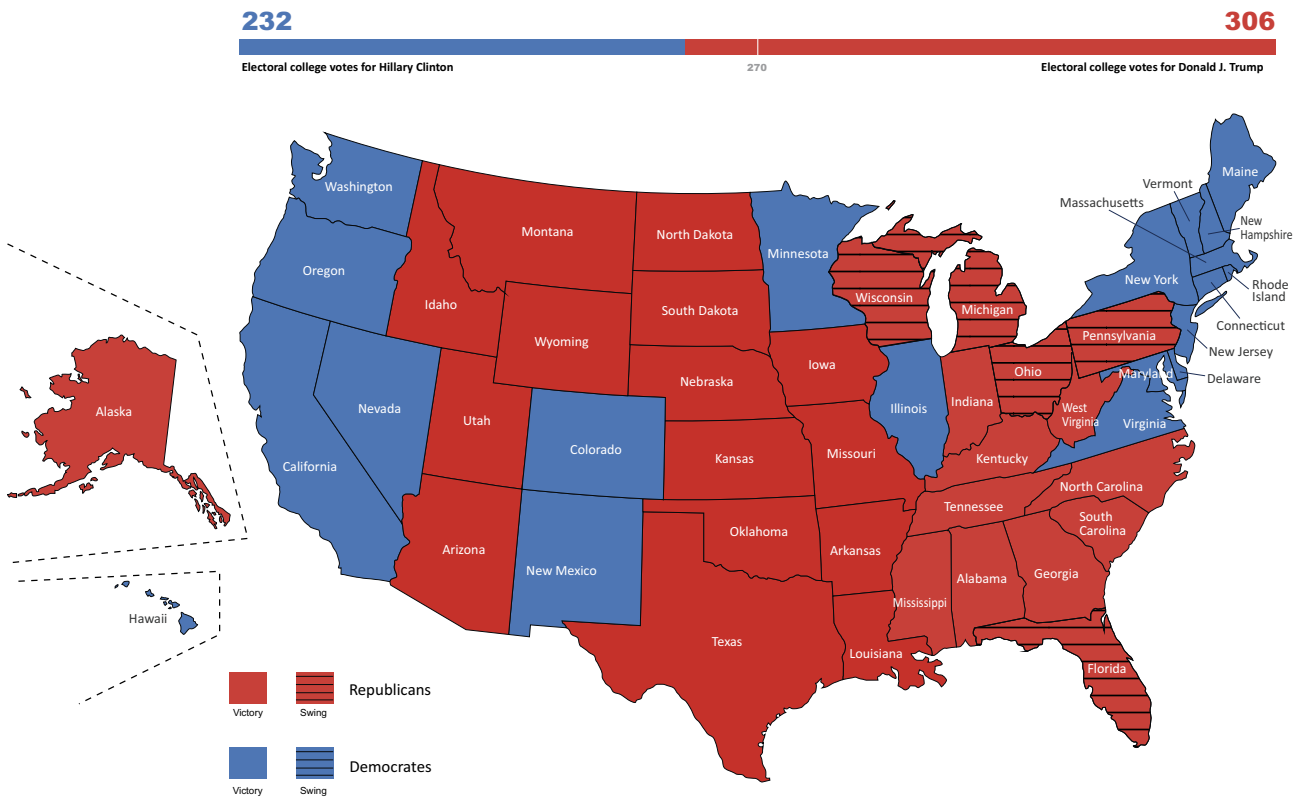 232
306
Electoral college votes for Hillary Clinton
270
Electoral college votes for Donald J. Trump
Washington
Montana
North Dakota
Minnesota
Vermont
Maine
Massachusetts
New
Hampshire
Oregon
Idaho
South Dakota
Wisconsin
Michigan
New York
Rhode
Island
Connecticut
Wyoming
Pennsylvania
New Jersey
Iowa
Ohio
Maryland
Delaware
Nebraska
Alaska
Nevada
Utah
Illinois
Indiana
West
Virginia
Virginia
California
Colorado
Kansas
Missouri
Kentucky
North Carolina
Tennessee
South
Carolina
Arizona
New Mexico
Oklahoma
Arkansas
Mississippi
Alabama
Georgia
Hawaii
Texas
Louisiana
Florida
Republicans
Victory
Swing
Democrates
Victory
Swing